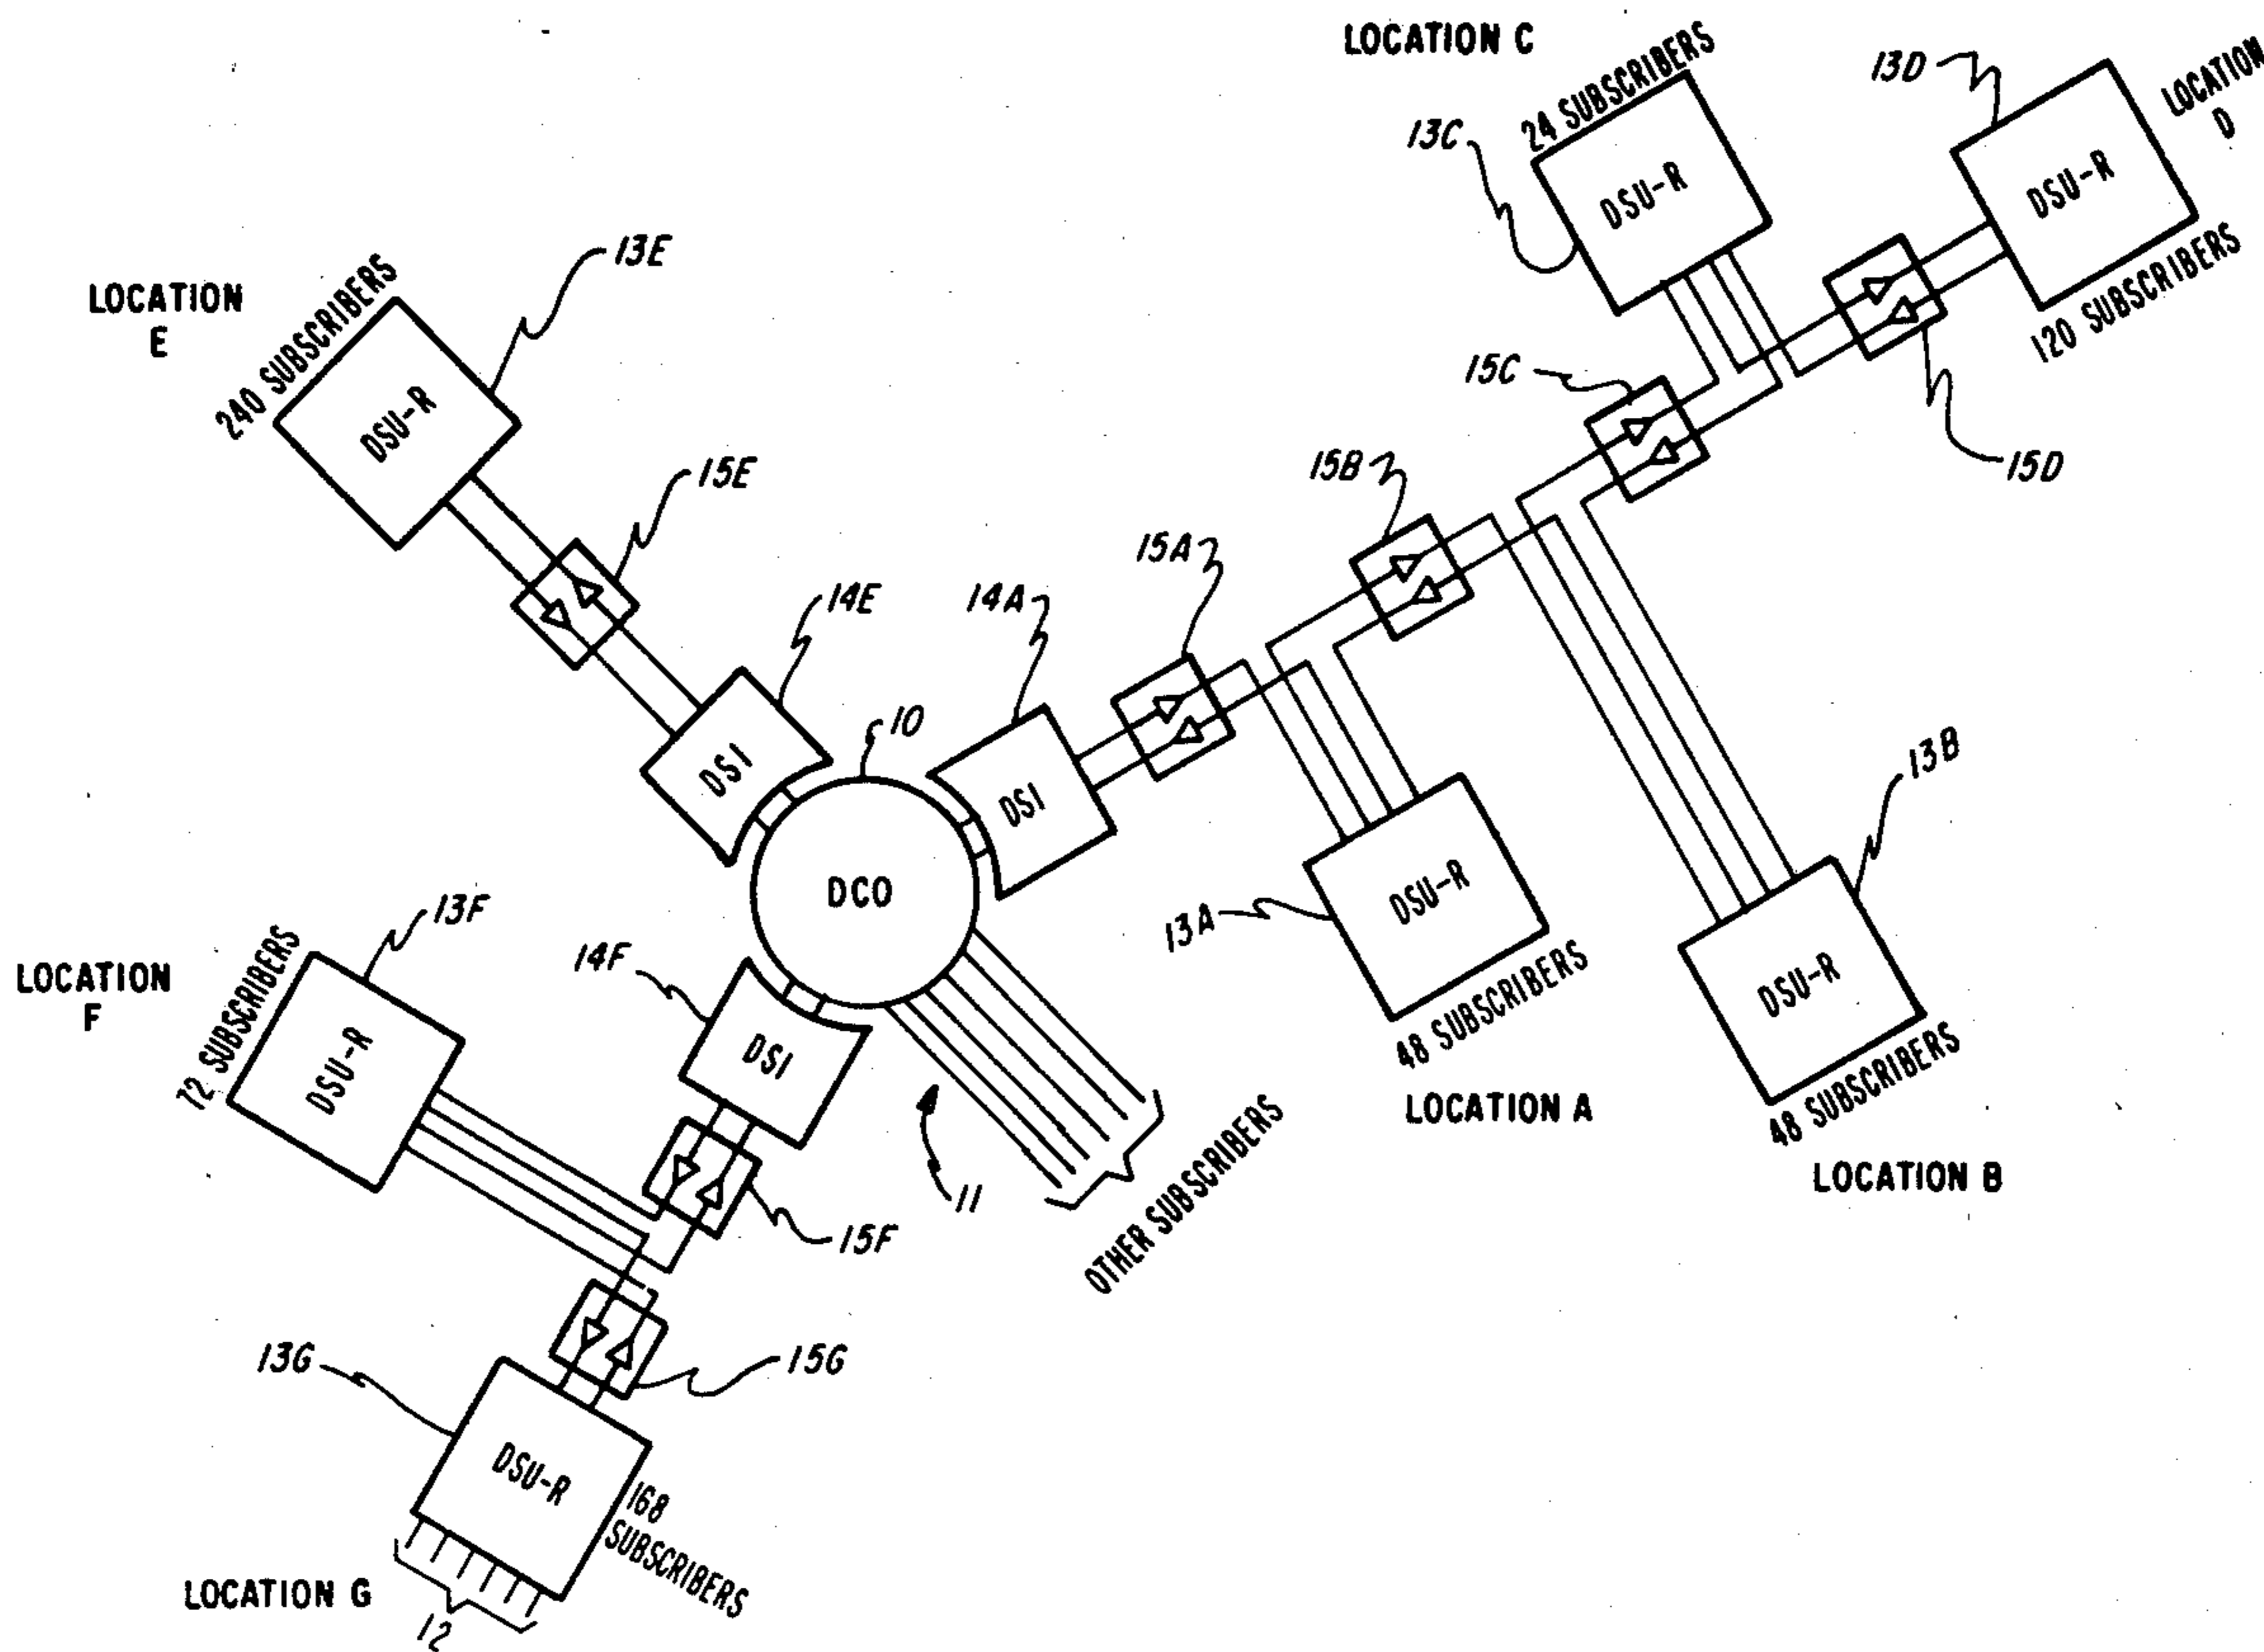 LOCATION C
24 SUBSCRIBERS
13C
DSU-R
13D
LOCATION
D
DSU-R
120 SUBSCRIBERS
15D
15C
15B
15A
14A
LOCATION
E
240 SUBSCRIBERS
13E
DSU-R
15E
14E
DSI
10
DSI
DCO
13A
DSU-R
48 SUBSCRIBERS
LOCATION A
13B
DSU-R
48 SUBSCRIBERS
LOCATION B
LOCATION
F
72 SUBSCRIBERS
13F
DSU-R
14F
DSI
15F
11
OTHER SUBSCRIBERS
13G
15G
DSU-R
168
SUBSCRIBERS
LOCATION G
12